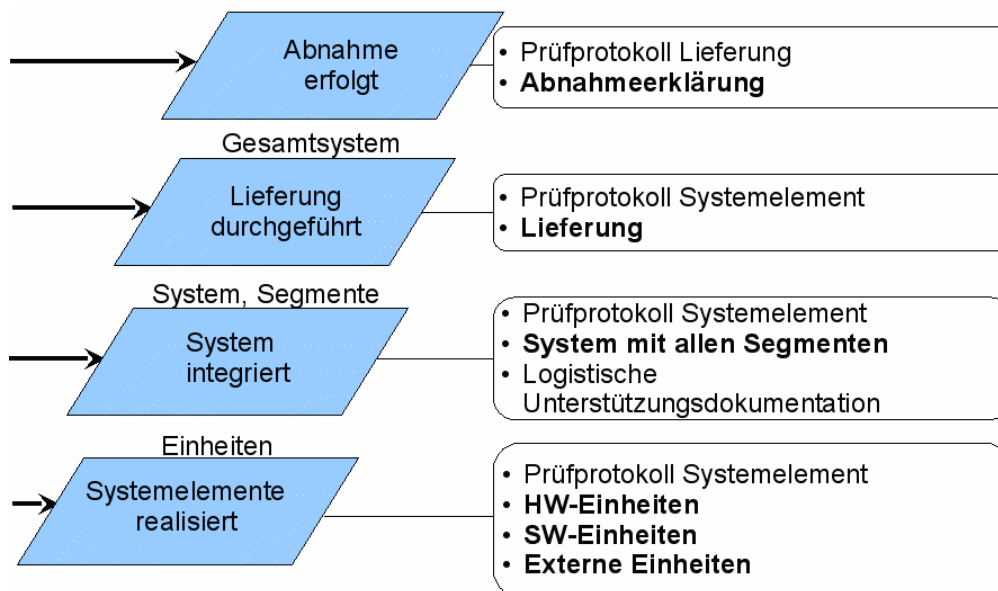 Abnahme
erfolgt
• Prüfprotokoll Lieferung
• Abnahmeerklärung
Gesamtsystem
Lieferung
durchgeführt
• Prüfprotokoll Systemelement
• Lieferung
System, Segmente
System
integriert
• Prüfprotokoll Systemelement
• System mit allen Segmenten
• Logistische
Unterstützungsdokumentation
Einheiten
Systemelemente
realisiert
• Prüfprotokoll Systemelement
• HW-Einheiten
• SW-Einheiten
• Externe Einheiten